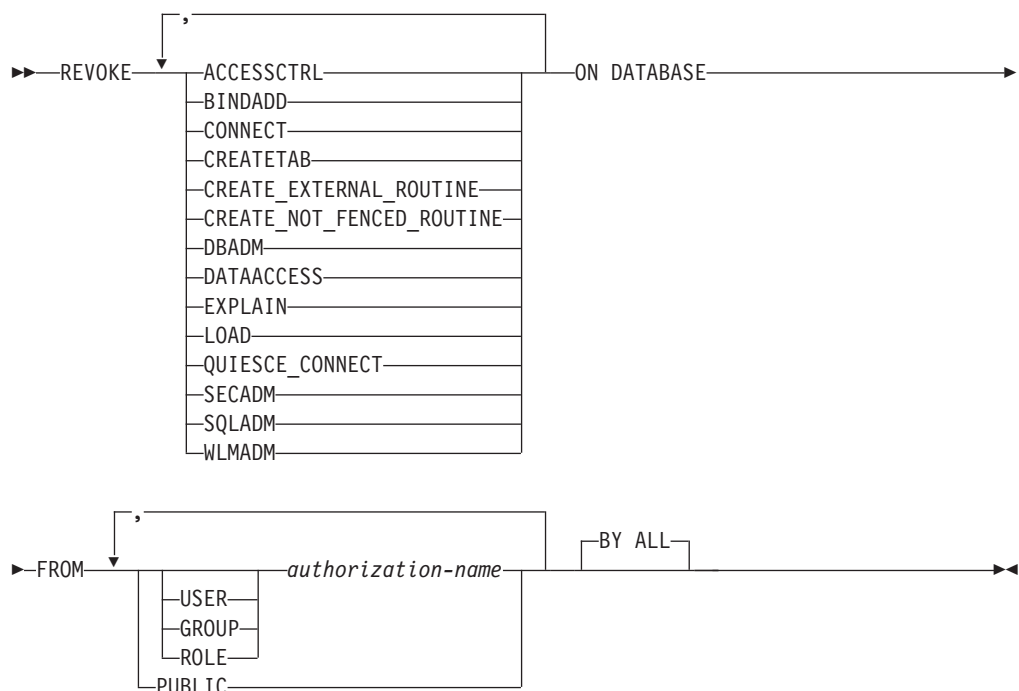 ,
REVOKE ACCESSCTRL ON DATABASE
BINDADD
CONNECT
CREATETAB
CREATE_EXTERNAL_ROUTINE
CREATE_NOT_FENCED_ROUTINE
DBADM
DATAACCESS
EXPLAIN
LOAD
QUIESCE_CONNECT
SECADM
SQLADM
WLMADM
,
BY ALL
FROM authorization-name
USER
GROUP
ROLE
PUBLIC